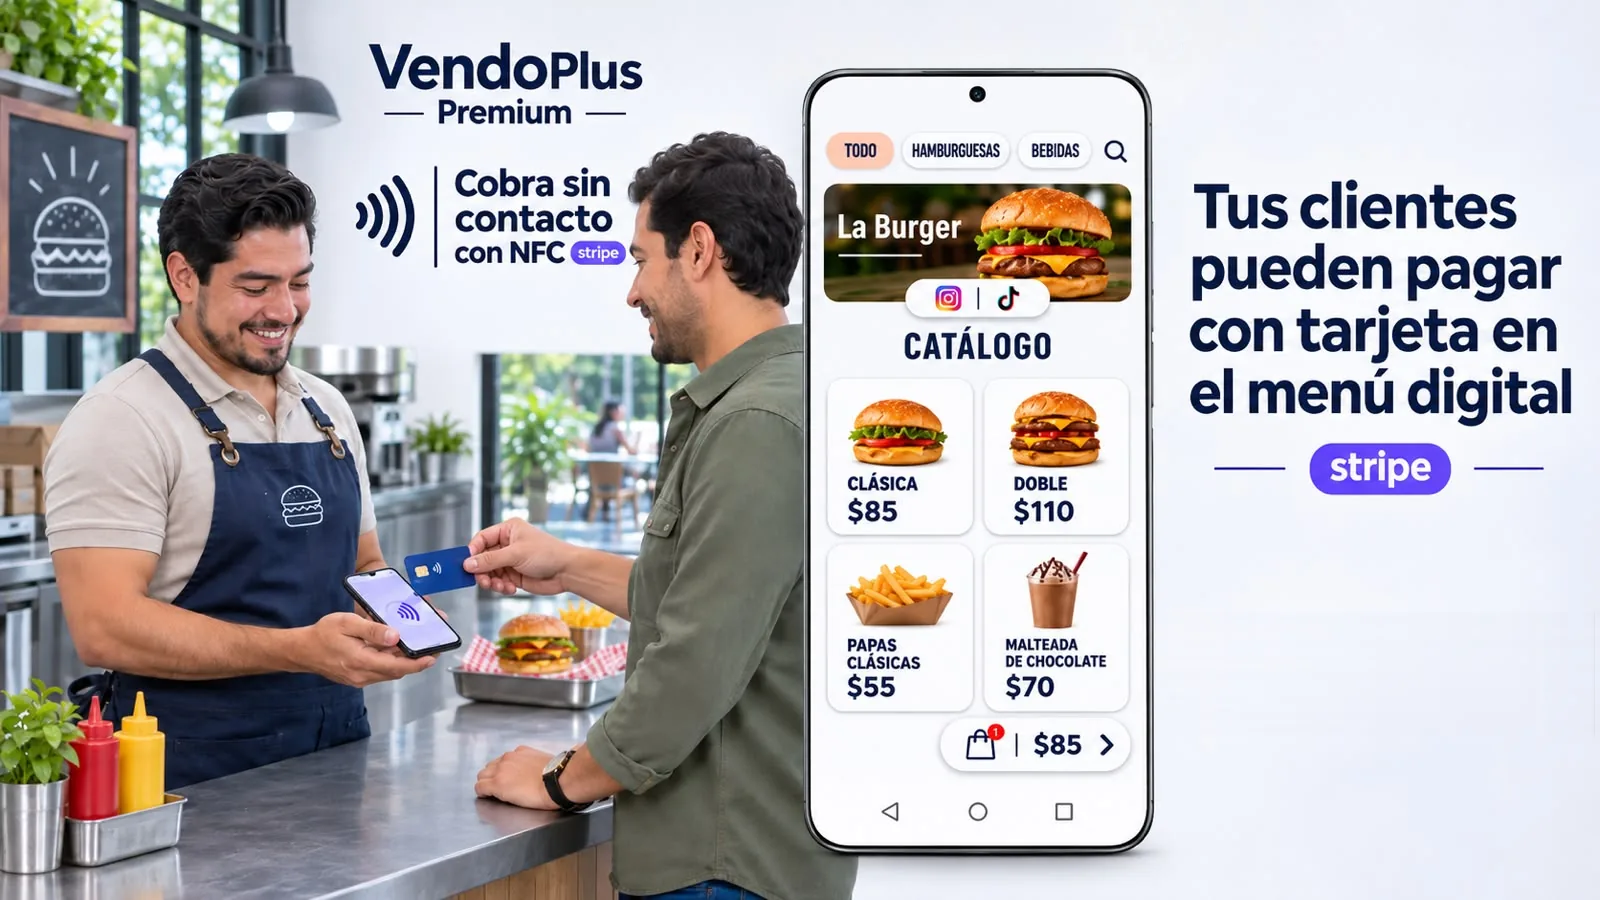 VendoPlus
Premium
Cobra sin
contacto
con NFC stripe
TODO
HAMBURGUESAS
BEBIDAS
La Burger
CATÁLOGO
CLÁSICA
$85
DOBLE
$110
PAPAS
CLÁSICAS
$55
MALTEADA
DE CHOCOLATE
$70
1
$85
Tus clientes
pueden pagar
con tarjeta en
el menú digital
stripe